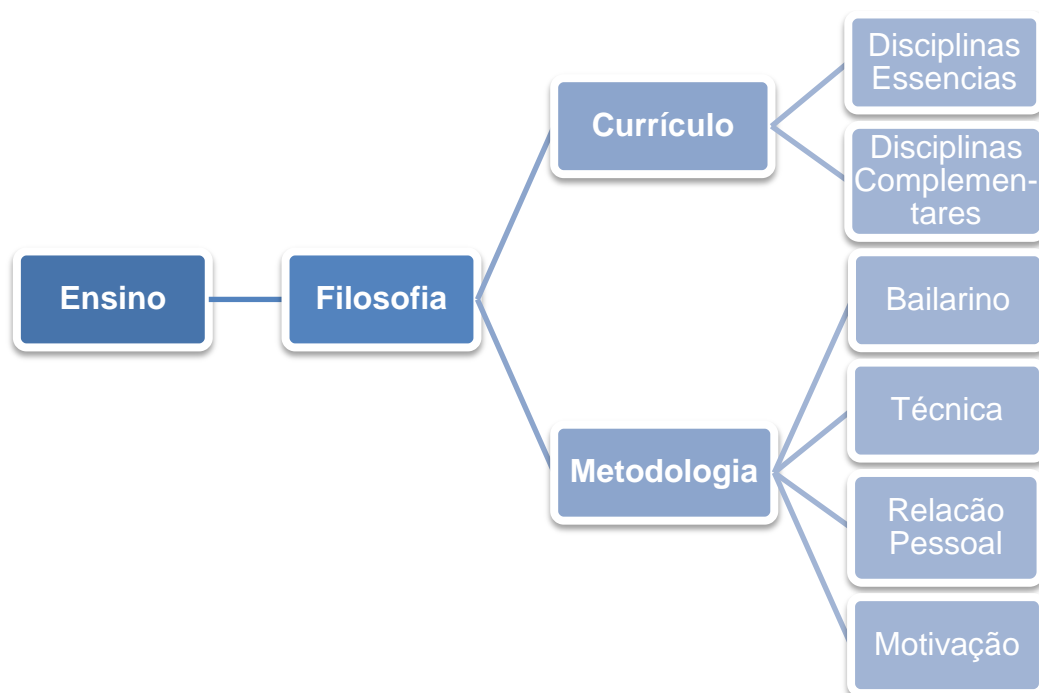 Disciplinas
Essencias
Currículo
Disciplinas
Complemen-
tares
Ensino
Filosofia
Bailarino
Técnica
Metodologia
Relacão
Pessoal
Motivação